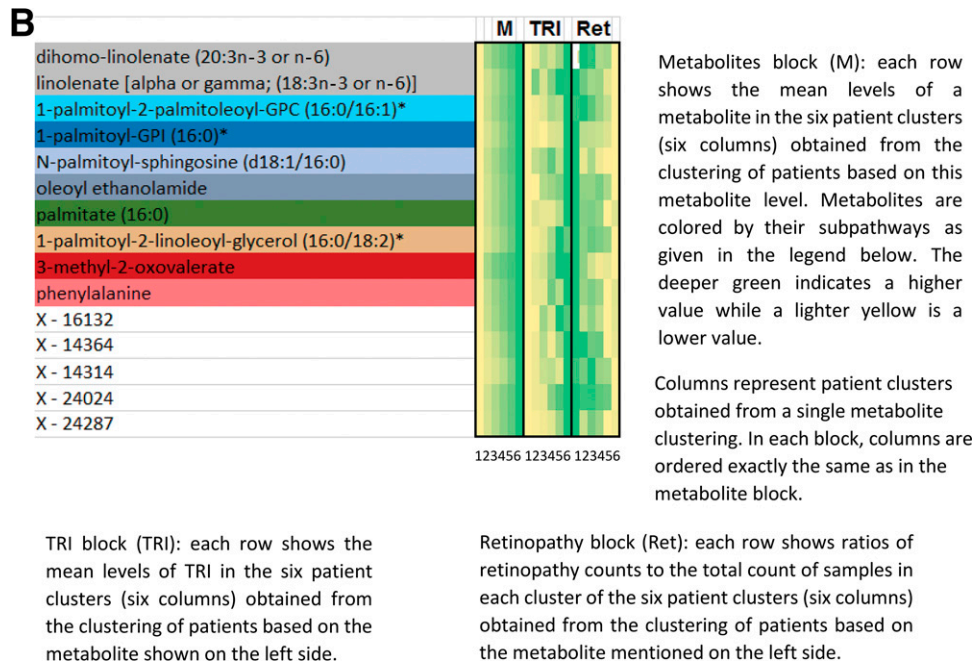 B
M TRI Ret
dihomo-linolenate (20:3n-3 or n-6)
linolenate [alpha or gamma; (18:3n-3 or n-6)]
1-palmitoyl-2-palmitoleoyl-GPC (16:0/16:1)*
1-palmitoyl-GPI (16:0)*
N-palmitoyl-sphingosine (d18:1/16:0)
oleoyl ethanolamide
palmitate (16:0)
1-palmitoyl-2-linoleoyl-glycerol (16:0/18:2)*
3-methyl-2-oxovalerate
phenylalanine
X - 16132
X - 14364
X - 14314
X - 24024
X - 24287
123456 123456 123456
Metabolites block (M): each row
shows the mean levels of a
metabolite in the six patient
clusters (six columns) obtained from the
clustering of patients based on this
metabolite level. Metabolites are
colored by their subpathways as
given in the legend below. The
deeper green indicates a higher
value while a lighter yellow is a
lower value.
Columns represent patient clusters
obtained from a single metabolite
clustering. In each block, columns are
ordered exactly the same as in the
metabolite block.
TRI block (TRI): each row shows the
mean levels of TRI in the six patient
clusters (six columns) obtained from
the clustering of patients based on the
metabolite shown on the left side.
Retinopathy block (Ret): each row shows ratios of
retinopathy counts to the total count of samples in
each cluster of the six patient clusters (six columns)
obtained from the clustering of patients based on
the metabolite mentioned on the left side.